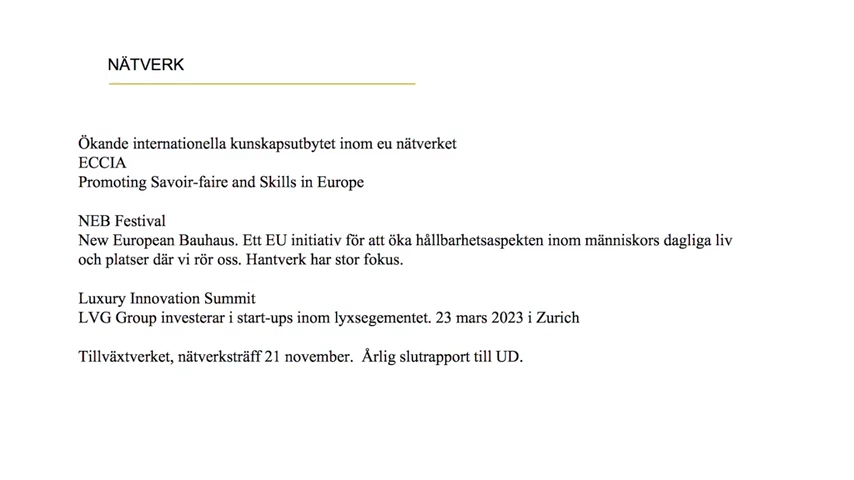 NÄTVERK
Ökande internationella kunskapsutbytet inom eu nätverket
ECCIA
Promoting Savoir-faire and Skills in Europe
NEB Festival
New European Bauhaus. Ett EU initiativ för att öka hållbarhetsaspekten inom människors dagliga liv
och platser där vi rör oss. Hantverk har stor fokus.
Luxury Innovation Summit
LVG Group investerar i start-ups inom lyxsegementet. 23 mars 2023 i Zurich
Tillväxtverket, nätverksträff 21 november.  Årlig slutrapport till UD.